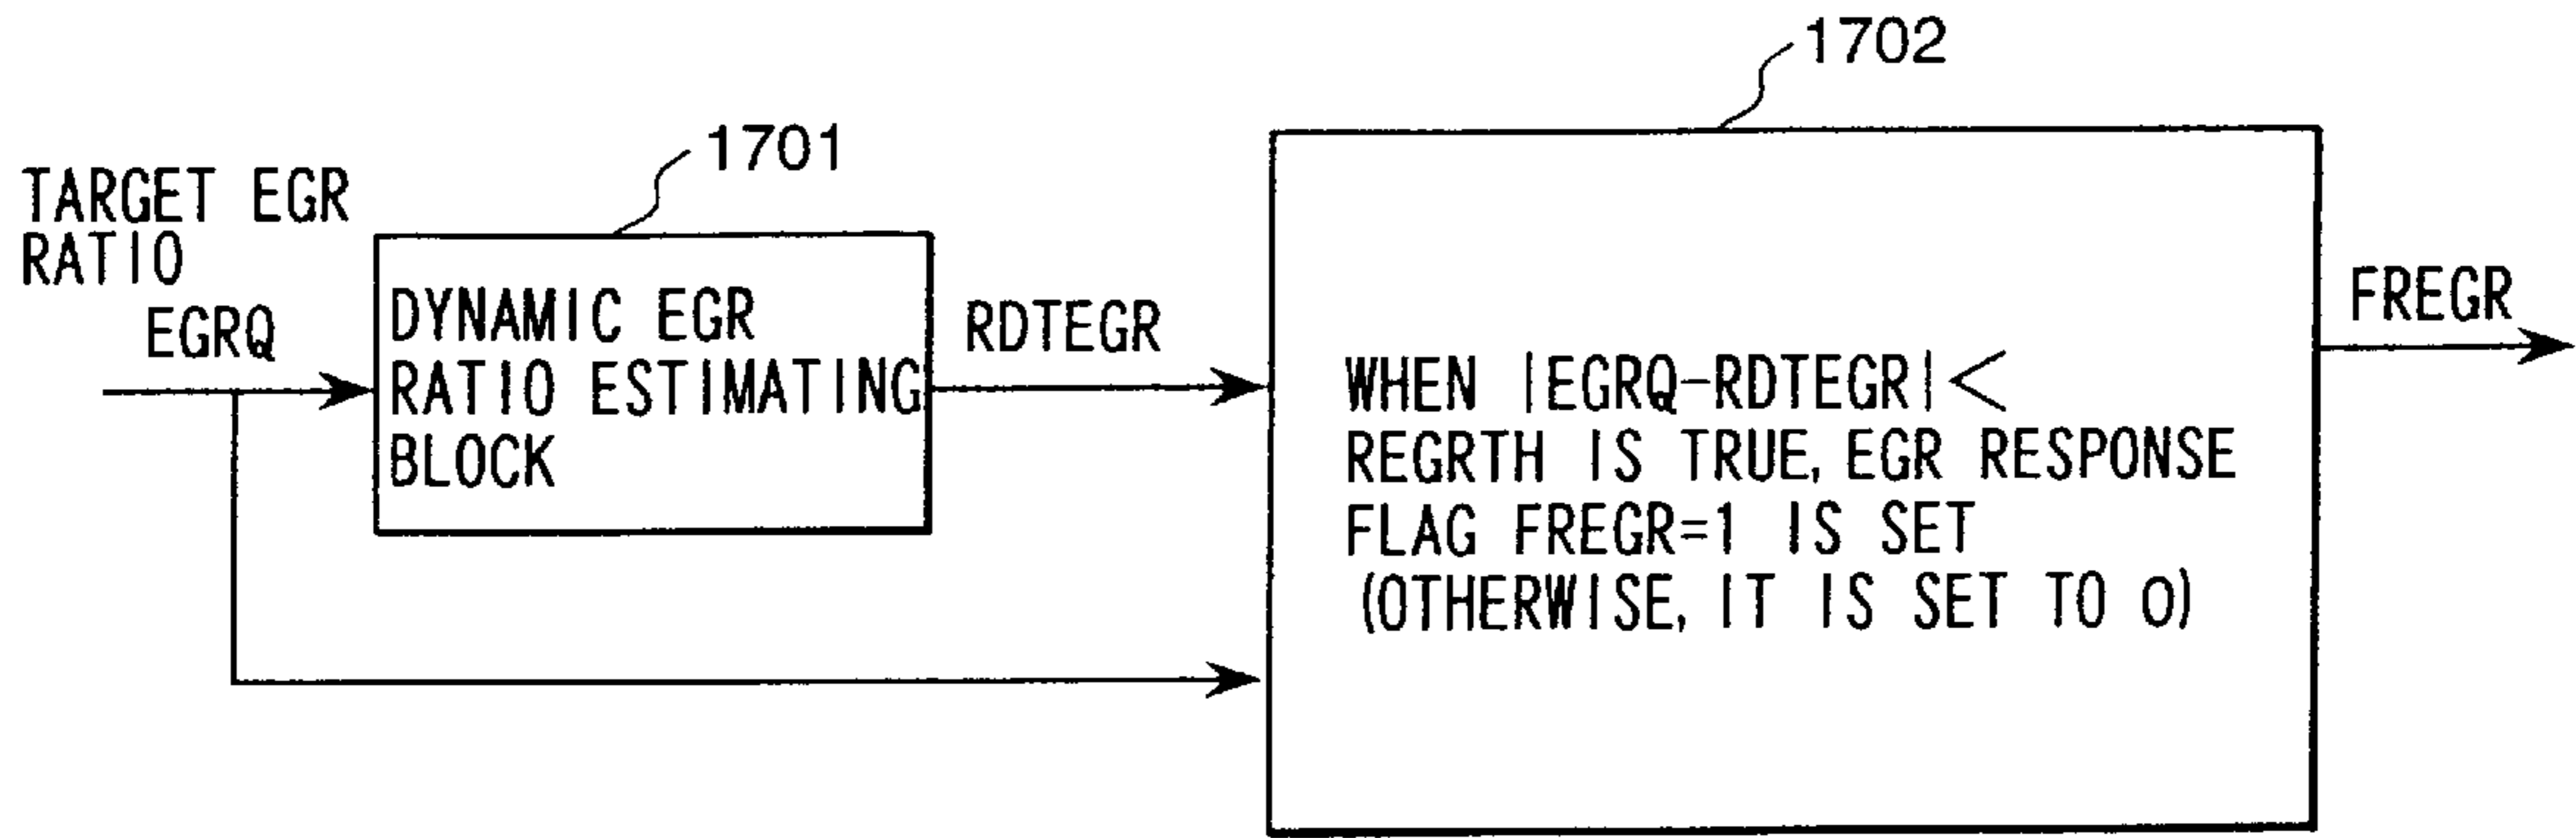 1702
1701
TARGET EGR
RATIO
EGRQ
DYNAMIC EGR
RATIO ESTIMATING
BLOCK
RDTEGR
WHEN |EGRQ-RDTEGR|<
REGRTH IS TRUE, EGR RESPONSE
FLAG FREGR=1 IS SET
(OTHERWISE, IT IS SET TO 0)
FREGR